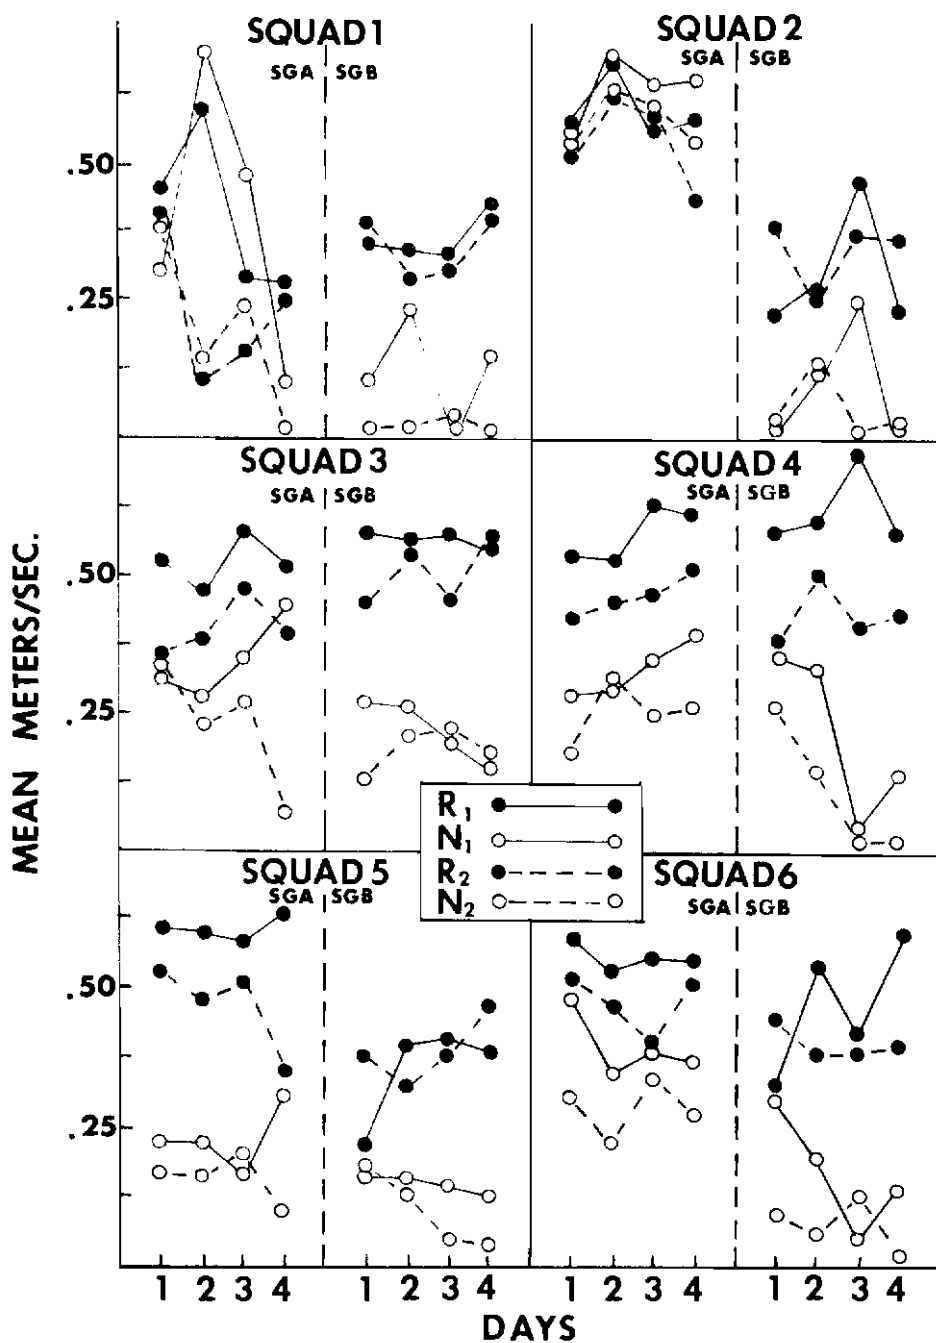 SQUAD 1
SGA SGB
SQUAD 2
SGA SGB
.50
.25
SQUAD 3
SGA SGB
SQUAD 4
SGA SGB
.50
.25
MEAN METERS/SEC.
R1
N1
R2
N2
SQUAD 5
SGA SGB
SQUAD 6
SGA SGB
.50
.25
1 2 3 4 1 2 3 4 1 2 3 4 1 2 3 4
DAYS